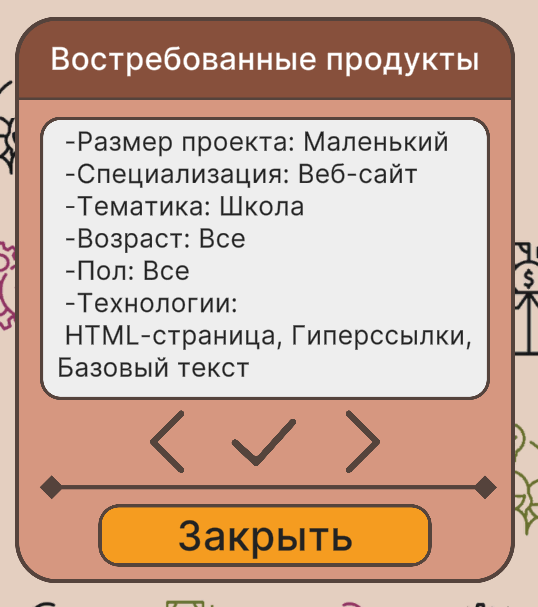 Востребованные продукты
-Размер проекта: Маленький
-Специализация: Веб-сайт
-Тематика: Школа
-Возраст: Все
-Пол: Все
-Технологии:
HTML-страница, Гиперссылки,
Базовый текст
Закрыть